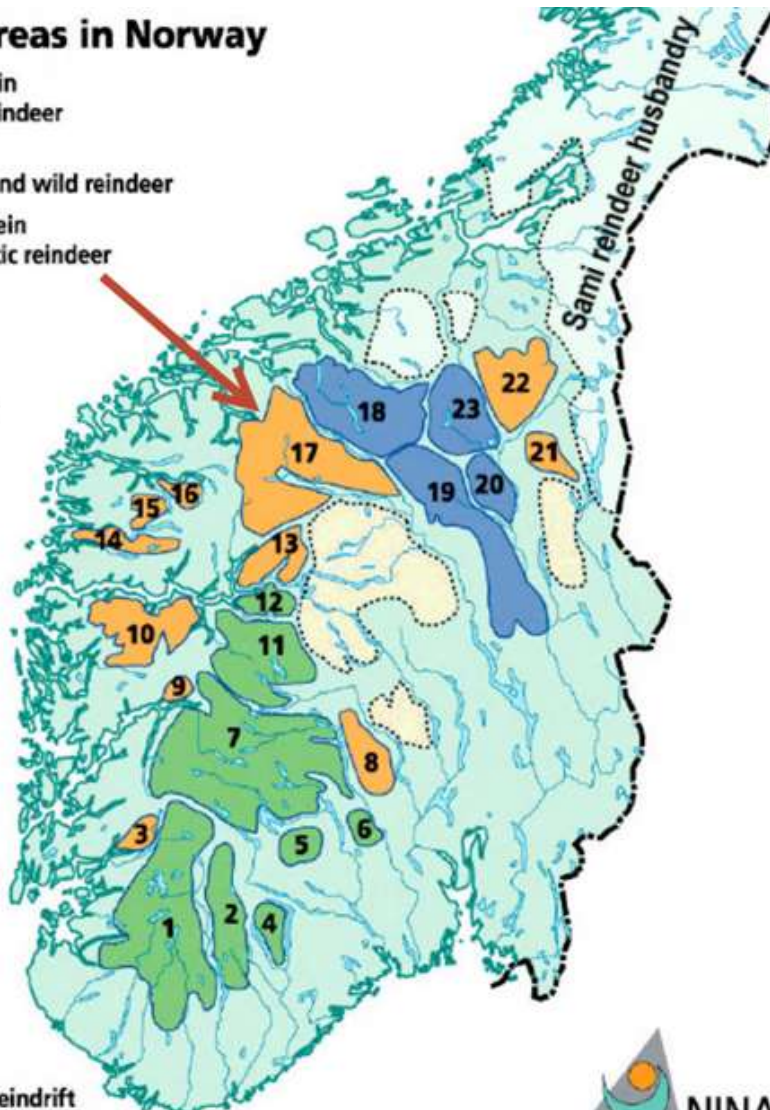 reas in Norway
in
indeer
nd wild reindeer
ein
tic reindeer
Sami reindeer husbandry
22
18
23
17
21
16
19
20
15
14
13
12
10
11
9
7
8
3
6
5
1
2
4
eindrift
NINA